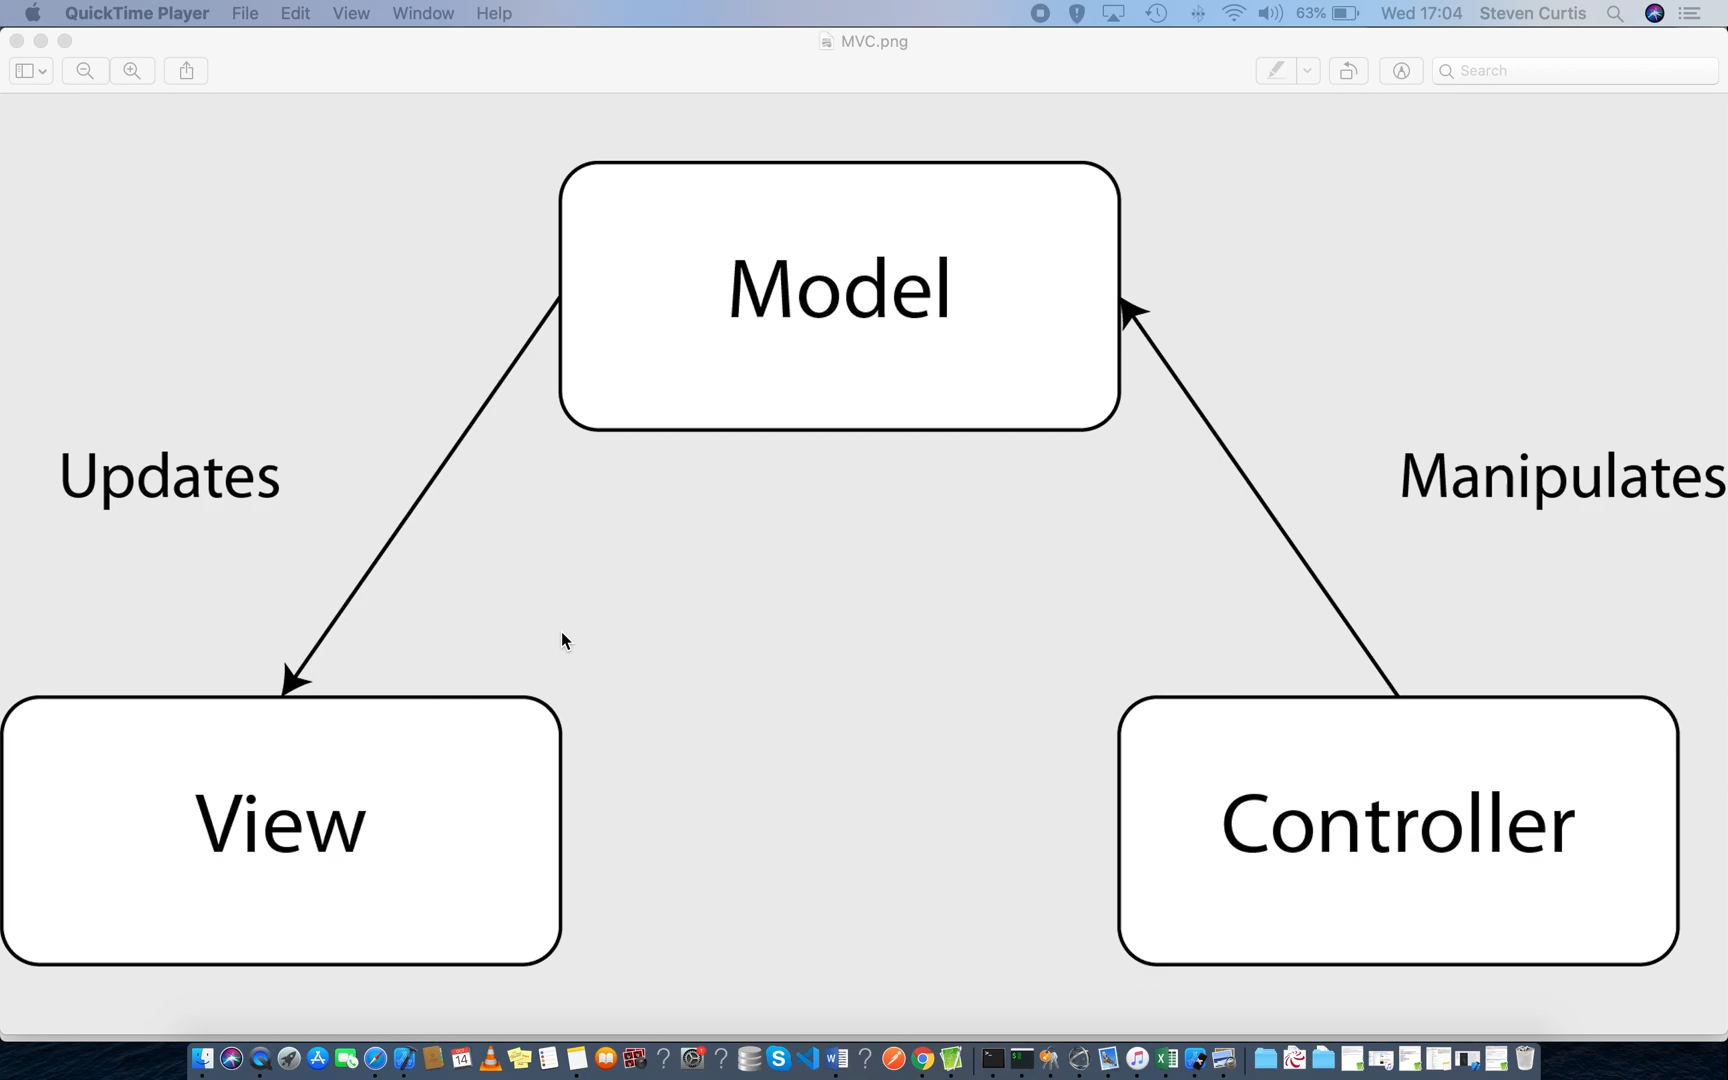 QuickTime Player File Edit View Window Help 63% Wed 17:04 Steven Curtis
MVC.png
Search
Model
Updates
Manipulates
View
Controller